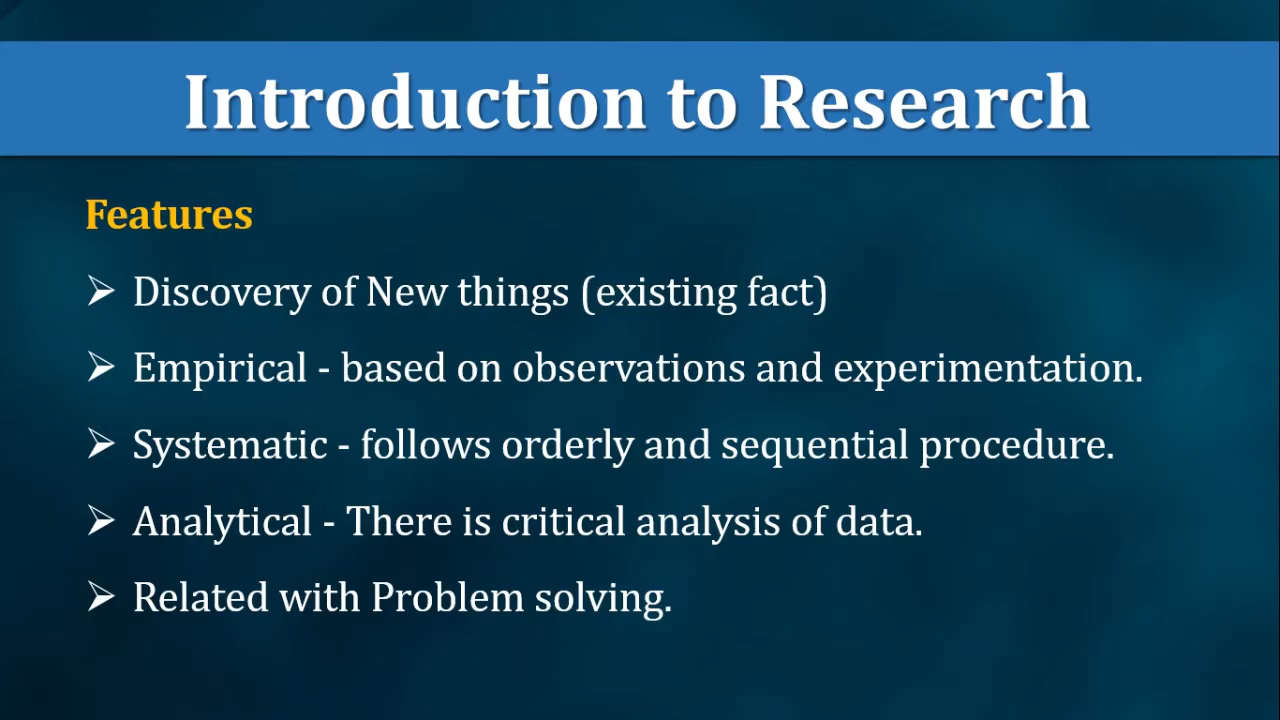 Introduction to Research
Features
➢ Discovery of New things (existing fact)
➢ Empirical - based on observations and experimentation.
➢ Systematic - follows orderly and sequential procedure.
➢ Analytical - There is critical analysis of data.
➢ Related with Problem solving.